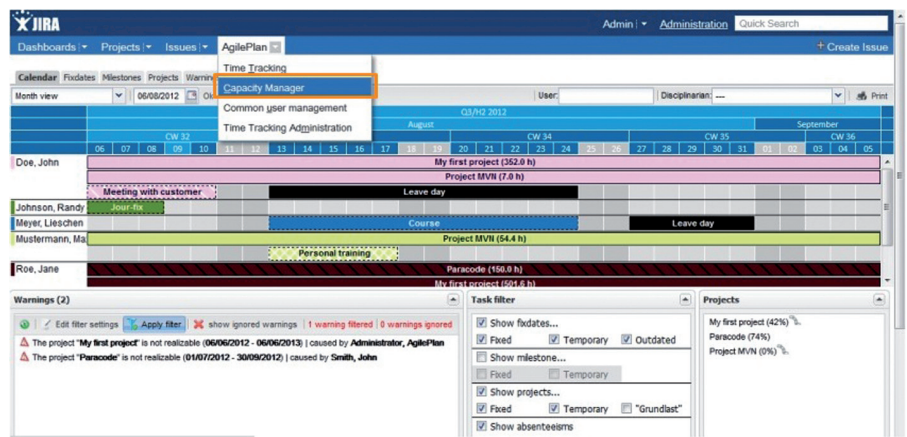 JIRA
Admin Administration Quick Search
Dashboards Projects Issues AgilePlan + Create Issue
Time Tracking
Capacity Manager
Common user management
Time Tracking Administration
Calendar Fixdates Milestones Projects
Month view 06/08/2012 User: Disciplinarian: --- Print
Q3/H2 2012
August September
CW 32 CW 34 CW 35 CW 36
06 07 08 09 10 11 12 13 14 15 16 17 18 19 20 21 22 23 24 25 26 27 28 29 30 31 01 02 03 04 05
Doe, John My first project (352.0 h)
Project MVN (7.0 h)
Meeting with customer Leave day
Johnson, Randy Jour-fix
Meyer, Lieschen Course Leave day
Mustermann, Ma Project MVN (54.4 h)
Personal training
Roe, Jane Paracode (150.0 h)
My first project (501.6 h)
Warnings (2)
Edit filter settings Apply filter show ignored warnings | 1 warning filtered | 0 warnings ignored
The project "My first project" is not realizable (06/06/2012 - 06/06/2013) | caused by Administrator, AgilePlan
The project "Paracode" is not realizable (01/07/2012 - 30/09/2012) | caused by Smith, John
Task filter
Show fixdates...
Fixed Temporary Outdated
Show milestone...
Fixed Temporary
Show projects...
Fixed Temporary "Grundlast"
Show absenteeisms
Projects
My first project (42%)
Paracode (74%)
Project MVN (0%)